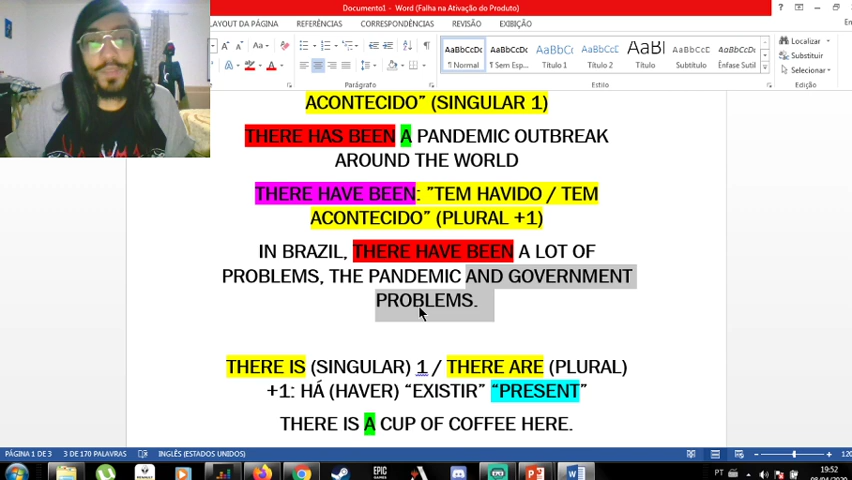 Document1 - Word (Falha na Ativação do Produto)
LAYOUT DA PÁGINA REFERÊNCIAS CORRESPONDÊNCIAS REVISÃO EXIBIÇÃO
Localizar
Substituir
Selecionar
AaBbCcDc AaBbCcDc AaBbCc AaBbCcC AaBl AaBbCcC AaBbCcDc
¶ Normal ¶ Sem Esp... Título 1 Título 2 Título Subtítulo Ênfase Sutil
Parágrafo Estilo Edição
ACONTECIDO” (SINGULAR 1)
THERE HAS BEEN A PANDEMIC OUTBREAK
AROUND THE WORLD
THERE HAVE BEEN: ”TEM HAVIDO / TEM
ACONTECIDO” (PLURAL +1)
IN BRAZIL, THERE HAVE BEEN A LOT OF
PROBLEMS, THE PANDEMIC AND GOVERNMENT
PROBLEMS.
THERE IS (SINGULAR) 1 / THERE ARE (PLURAL)
+1: HÁ (HAVER) “EXISTIR” “PRESENT”
THERE IS A CUP OF COFFEE HERE.
PÁGINA 1 DE 3 3 DE 170 PALAVRAS INGLÊS (ESTADOS UNIDOS)
EPIC GAMES
PT 19:52
08/04/2020